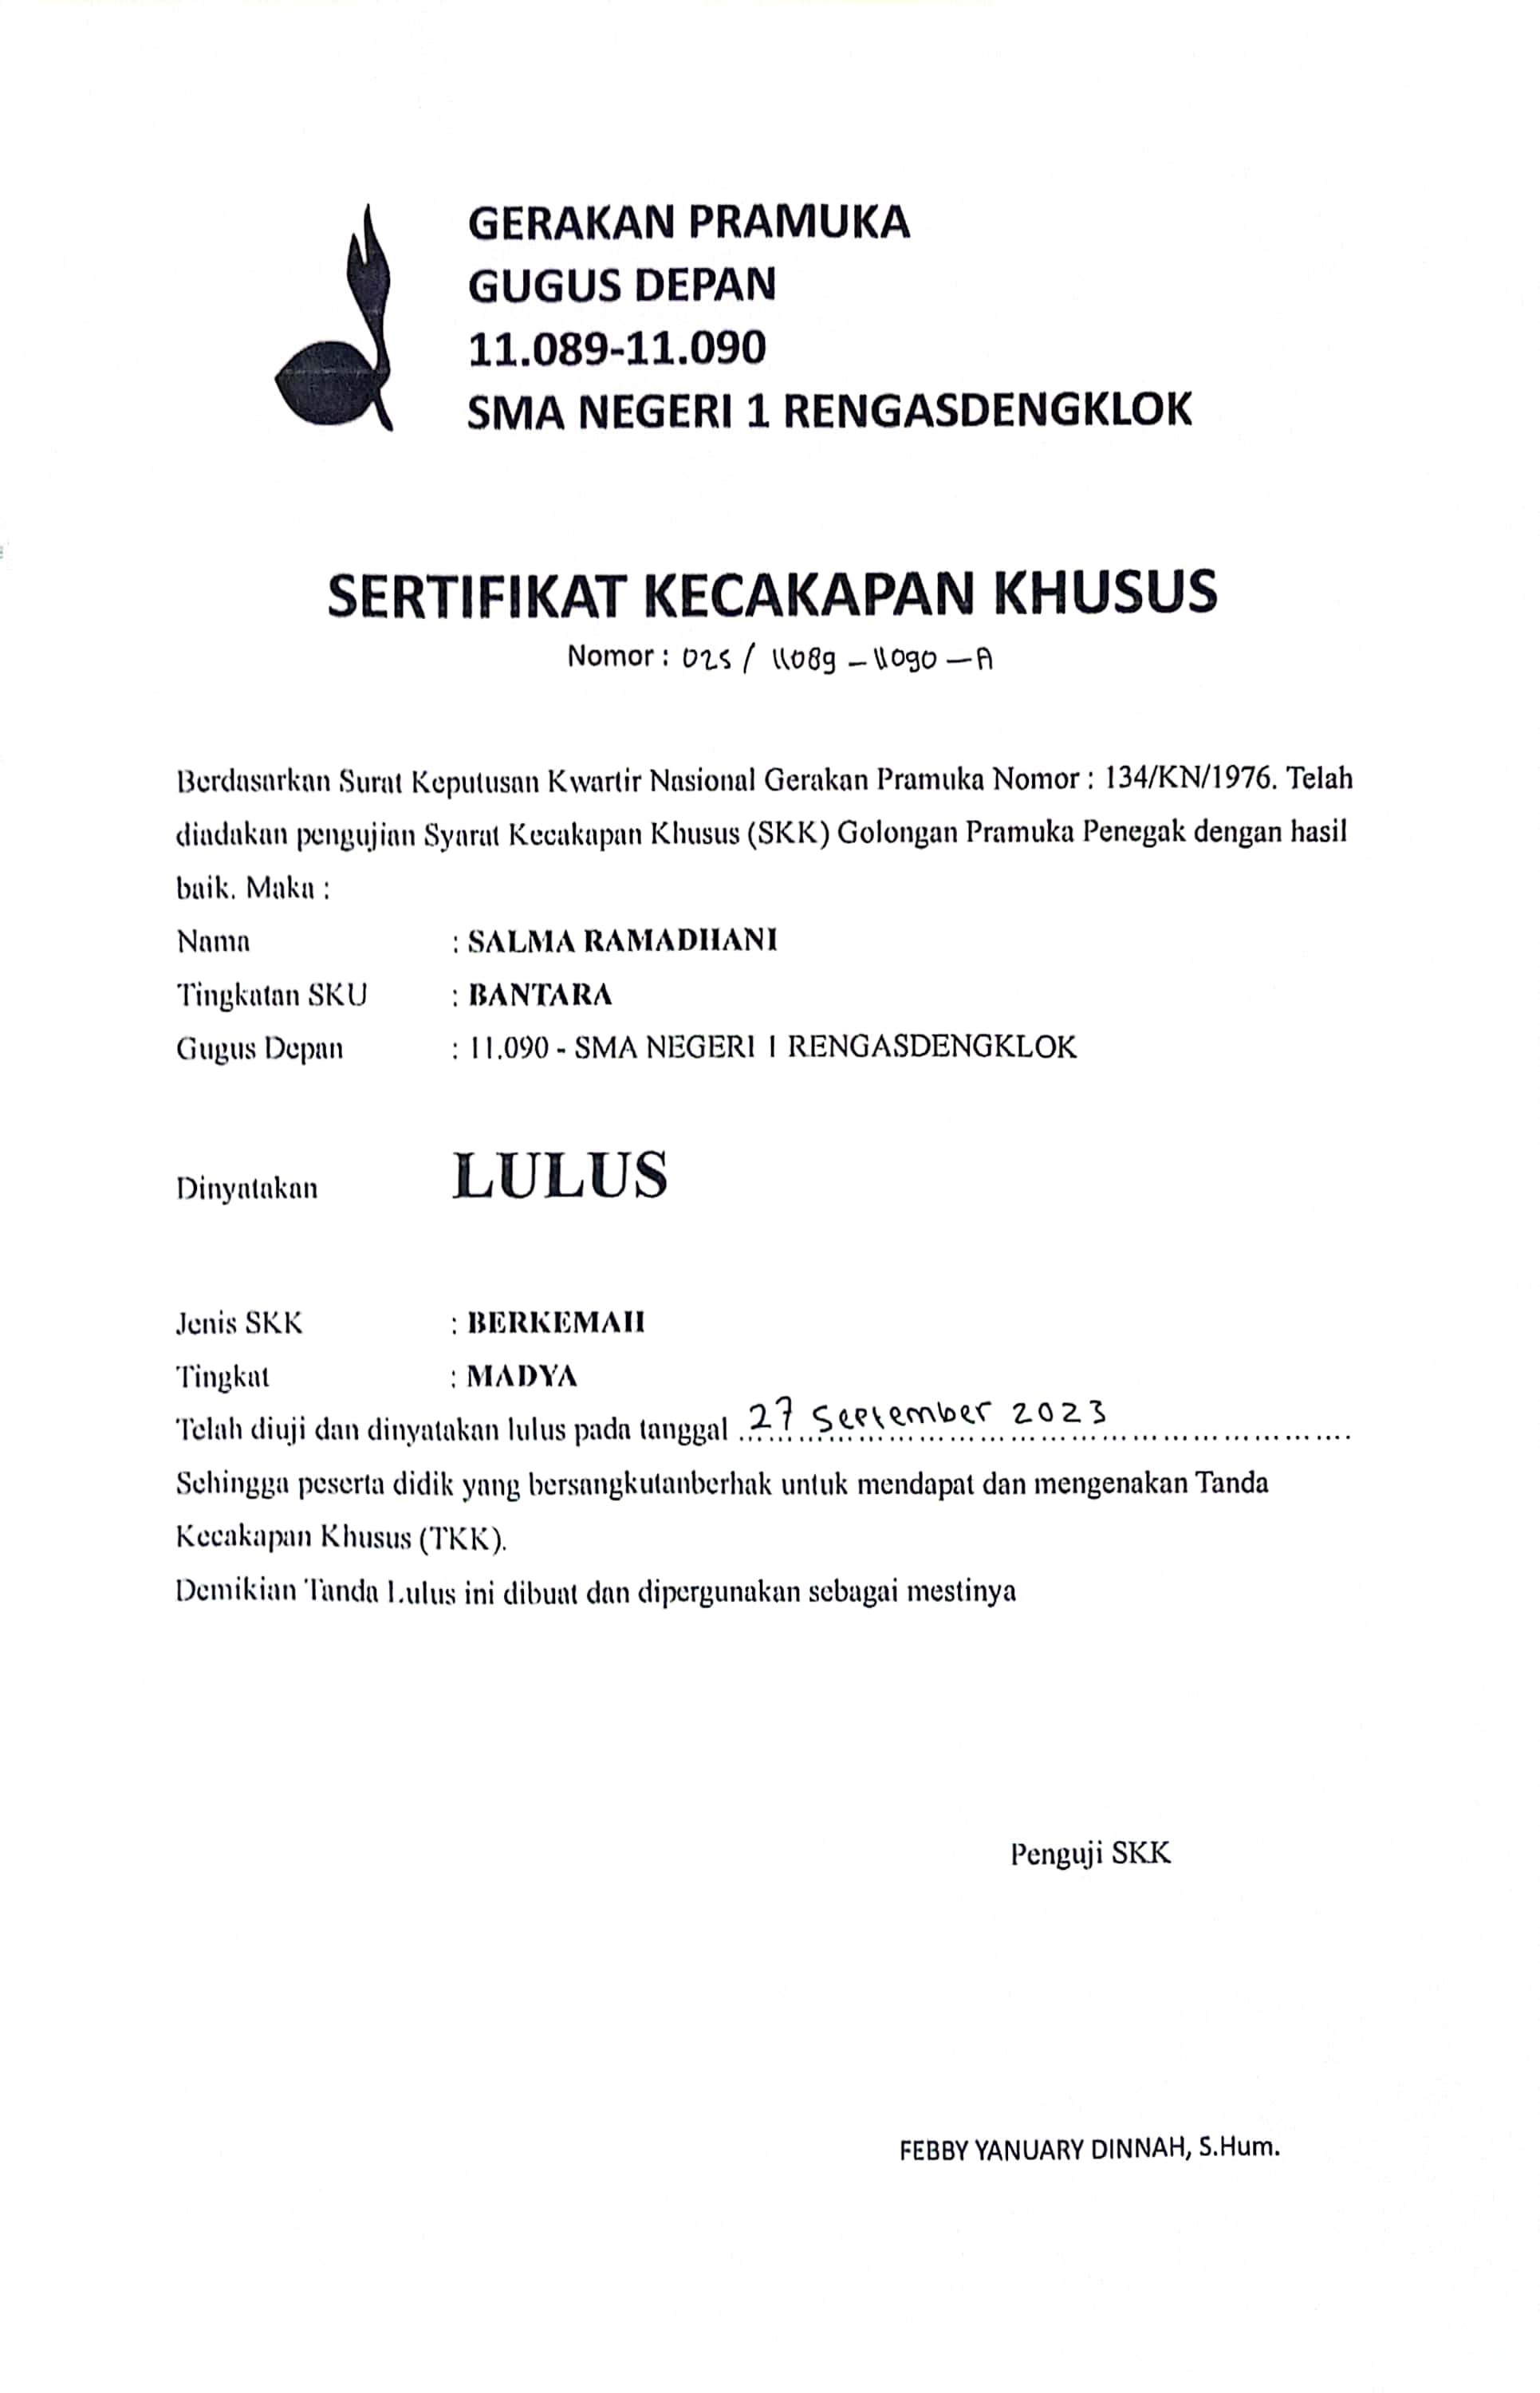 GERAKAN PRAMUKA
GUGUS DEPAN
11.089-11.090
SMA NEGERI 1 RENGASDENGKLOK
SERTIFIKAT KECAKAPAN KHUSUS
Nomor : 025 / 11089 - 11090 - A
Berdasarkan Surat Keputusan Kwartir Nasional Gerakan Pramuka Nomor : 134/KN/1976. Telah
diadakan pengujian Syarat Kecakapan Khusus (SKK) Golongan Pramuka Penegak dengan hasil
baik. Maka :
Nama : SALMA RAMADHANI
Tingkatan SKU : BANTARA
Gugus Depan : 11.090 - SMA NEGERI 1 RENGASDENGKLOK
Dinyatakan LULUS
Jenis SKK : BERKEMAH
Tingkat : MADYA
Telah diuji dan dinyatakan lulus pada tanggal 27 September 2023
Sehingga peserta didik yang bersangkutanberhak untuk mendapat dan mengenakan Tanda
Kecakapan Khusus (TKK).
Demikian Tanda Lulus ini dibuat dan dipergunakan sebagai mestinya
Penguji SKK
FEBBY YANUARY DINNAH, S.Hum.